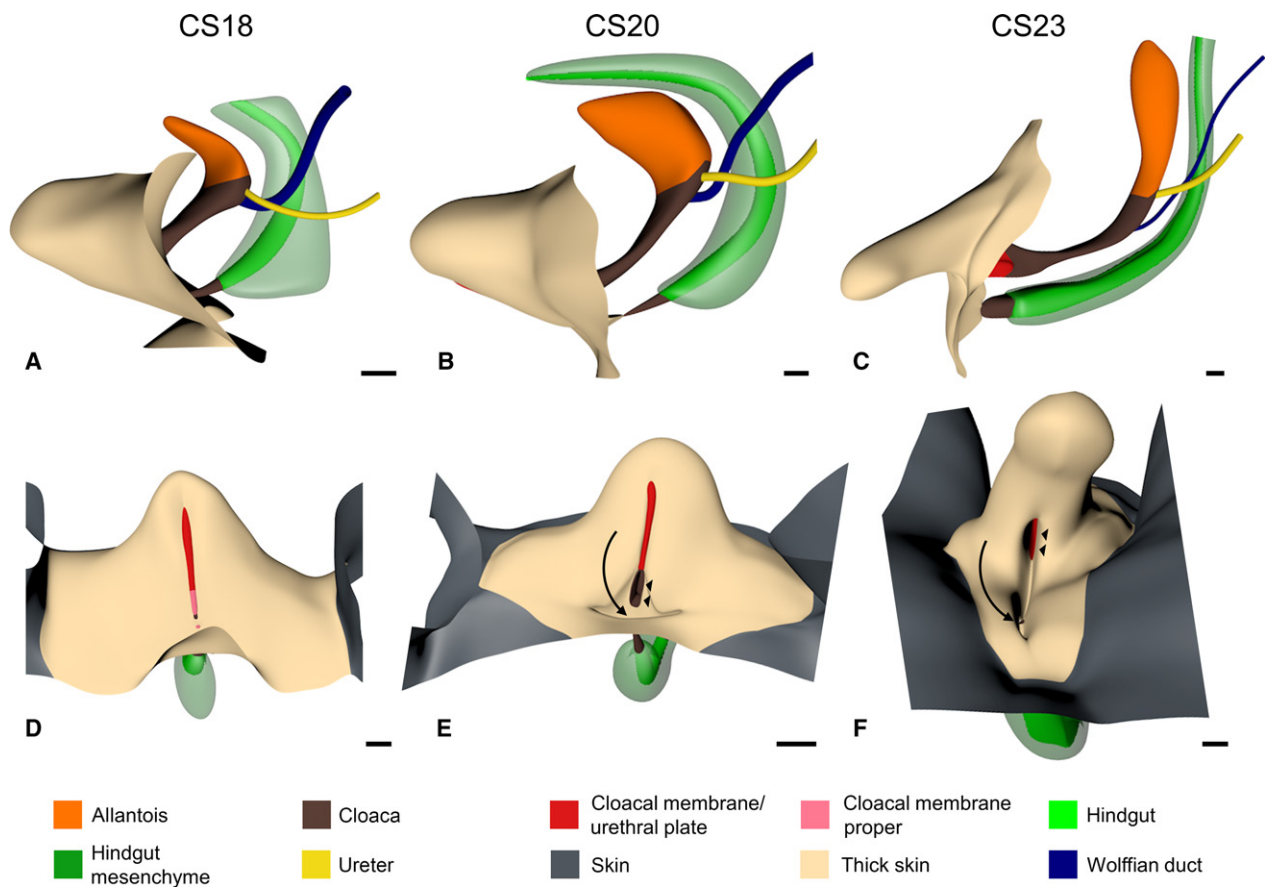 CS18
CS20
CS23
A
B
C
D
E
F
Allantois
Cloaca
Cloacal membrane/
urethral plate
Cloacal membrane
proper
Hindgut
Hindgut
mesenchyme
Ureter
Skin
Thick skin
Wolffian duct